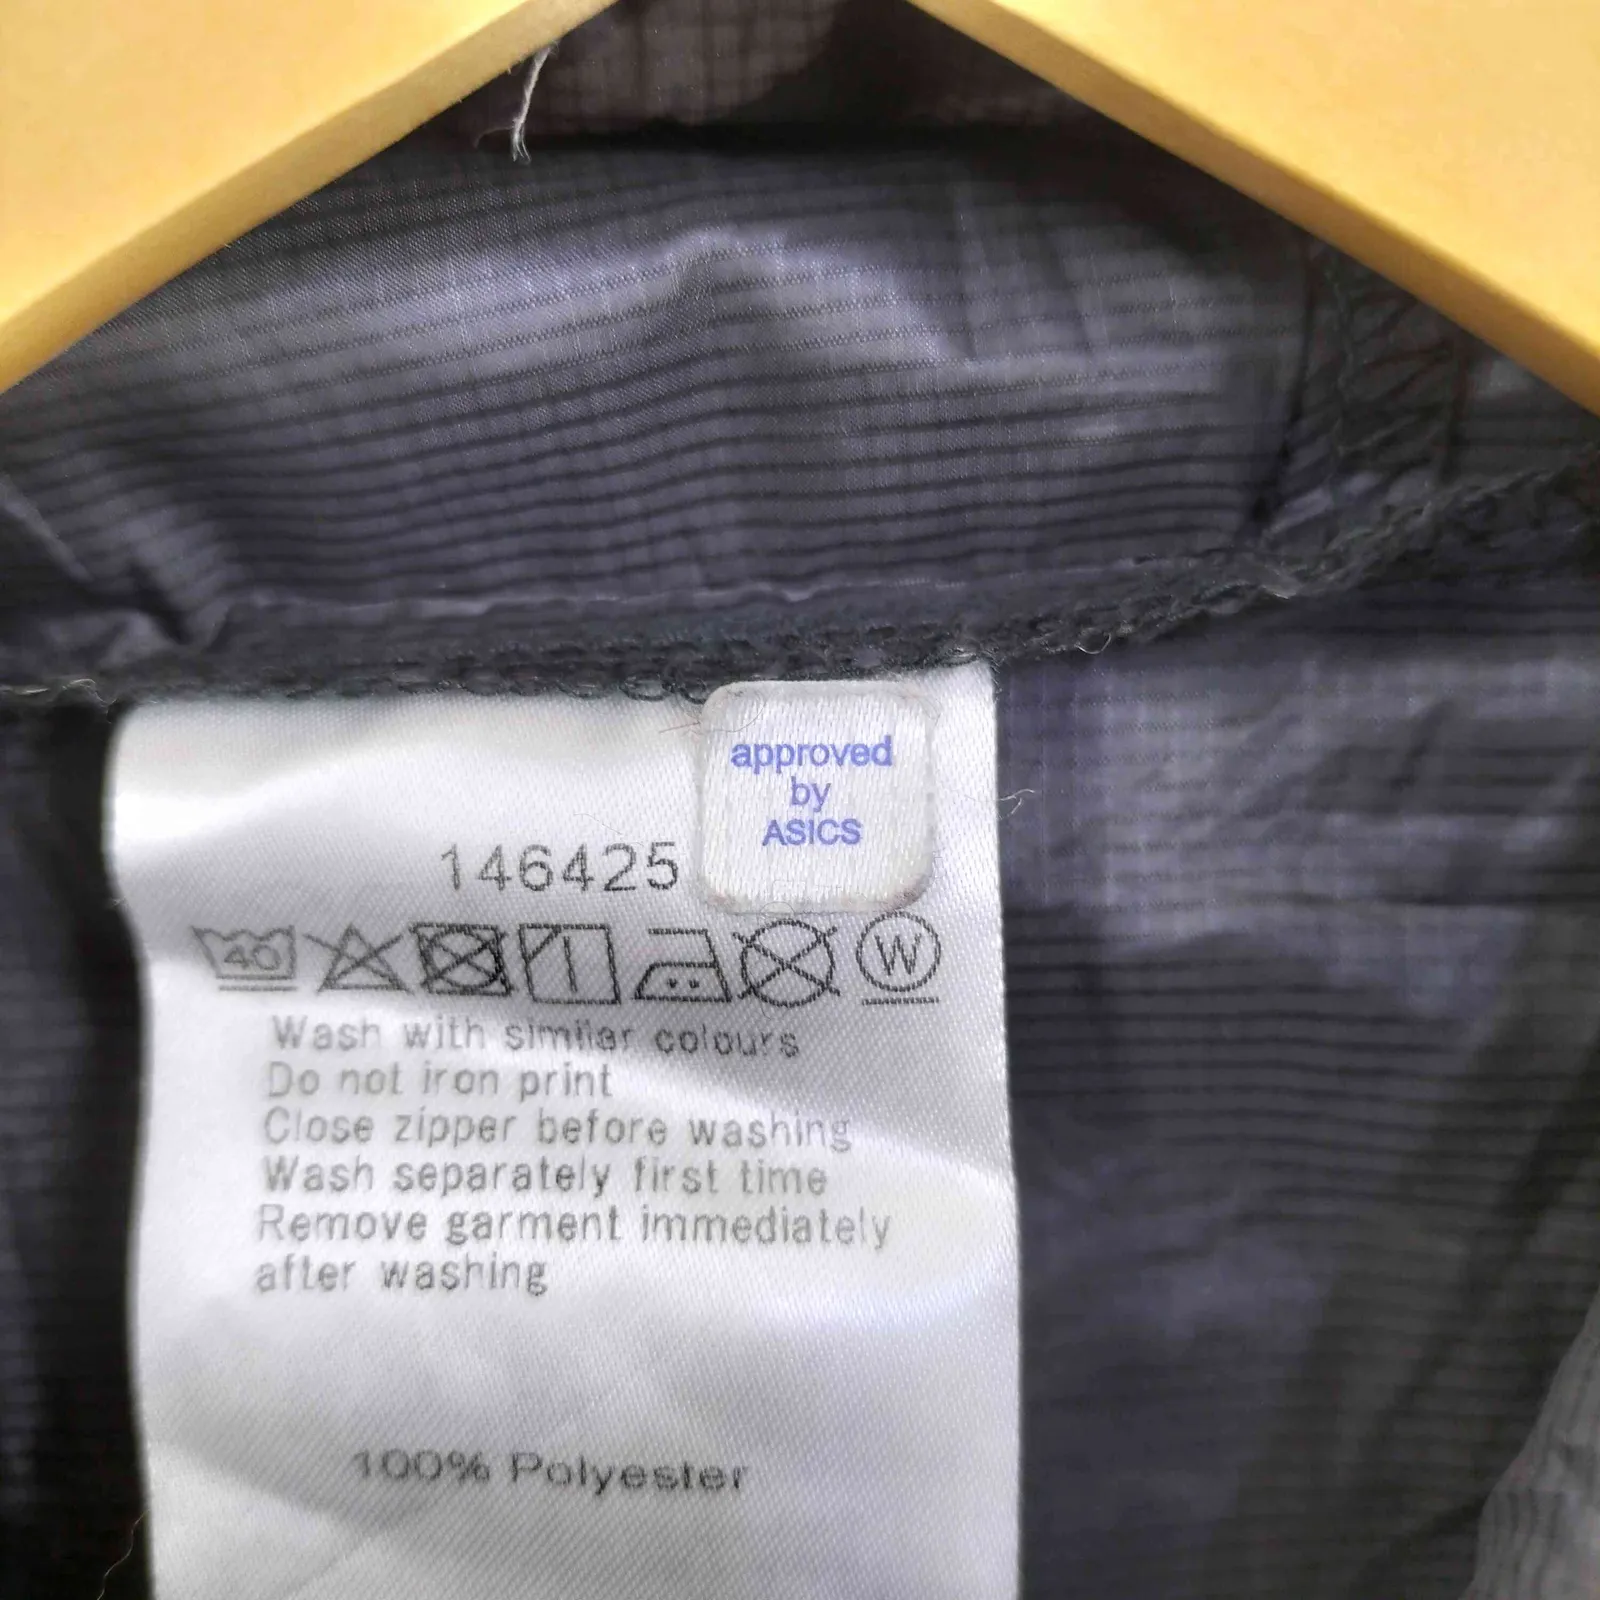 approved
by
ASICS
146425
40
W
Wash with similar colours
Do not iron print
Close zipper before washing
Wash separately first time
Remove garment immediately
after washing
100% Polyester